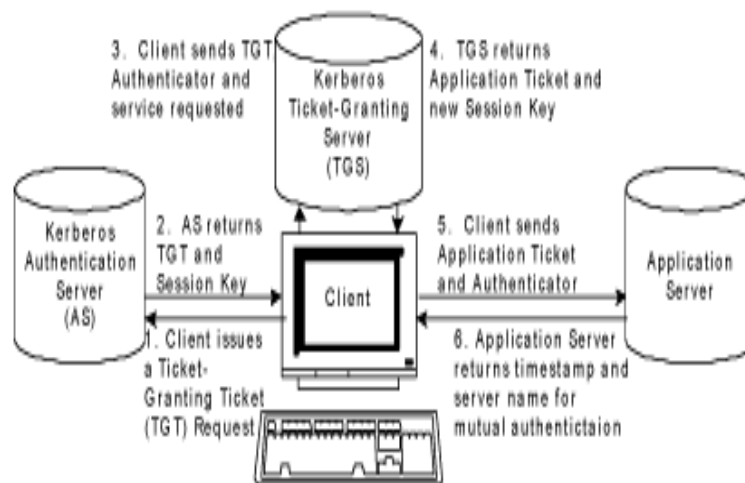 3. Client sends TGT
Authenticator and
service requested
Kerberos
Ticket-Granting
Server
(TGS)
4. TGS returns
Application Ticket and
new Session Key
Kerberos
Authentication
Server
(AS)
2. AS returns
TGT and
Session Key
Client
5. Client sends
Application Ticket
and Authenticator
Application
Server
1. Client issues
a Ticket-
Granting Ticket
(TGT) Request
6. Application Server
returns timestamp and
server name for
mutual authentictaion